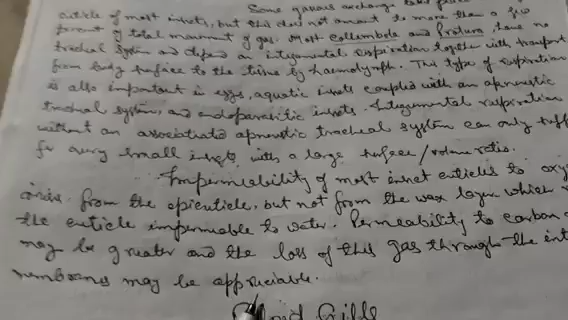 Some gaseous exchange takes place
cuticle of most insects, but this does not amount to more than a few
percent of total movement of gas. Most collembola and Protura, have no
tracheal system and depend on integumental respiration together with transport
from body surface to the tissue by haemolymph. This type of respiration
is also important in eggs, aquatic insects coupled with an apneustic
tracheal system, and endoparasitic insects. Integumental respiration
without an associated apneustic tracheal system can only suff
for very small insects with a large surface/volume ratio.
Impermeability of most insect cuticles to oxy
from the epicuticle, but not from the wax layer which
the cuticle impermeable to water. Permeability to carbon
may be greater and the loss of this gas through the int
membranes may be appreciable.
Gills